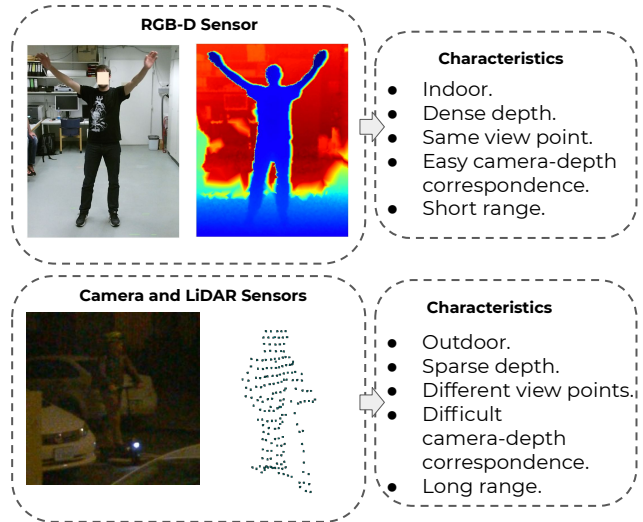 RGB-D Sensor
Characteristics
● Indoor.
● Dense depth.
● Same view point.
● Easy camera-depth
correspondence.
● Short range.
Camera and LiDAR Sensors
Characteristics
● Outdoor.
● Sparse depth.
● Different view points.
● Difficult
camera-depth
correspondence.
● Long range.